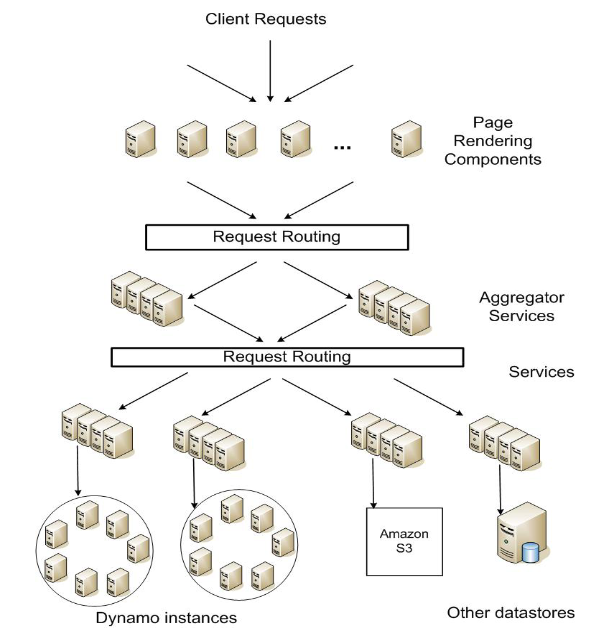 Client Requests
Page
Rendering
Components
...
Request Routing
Aggregator
Services
Request Routing
Services
Amazon
S3
Dynamo instances
Other datastores